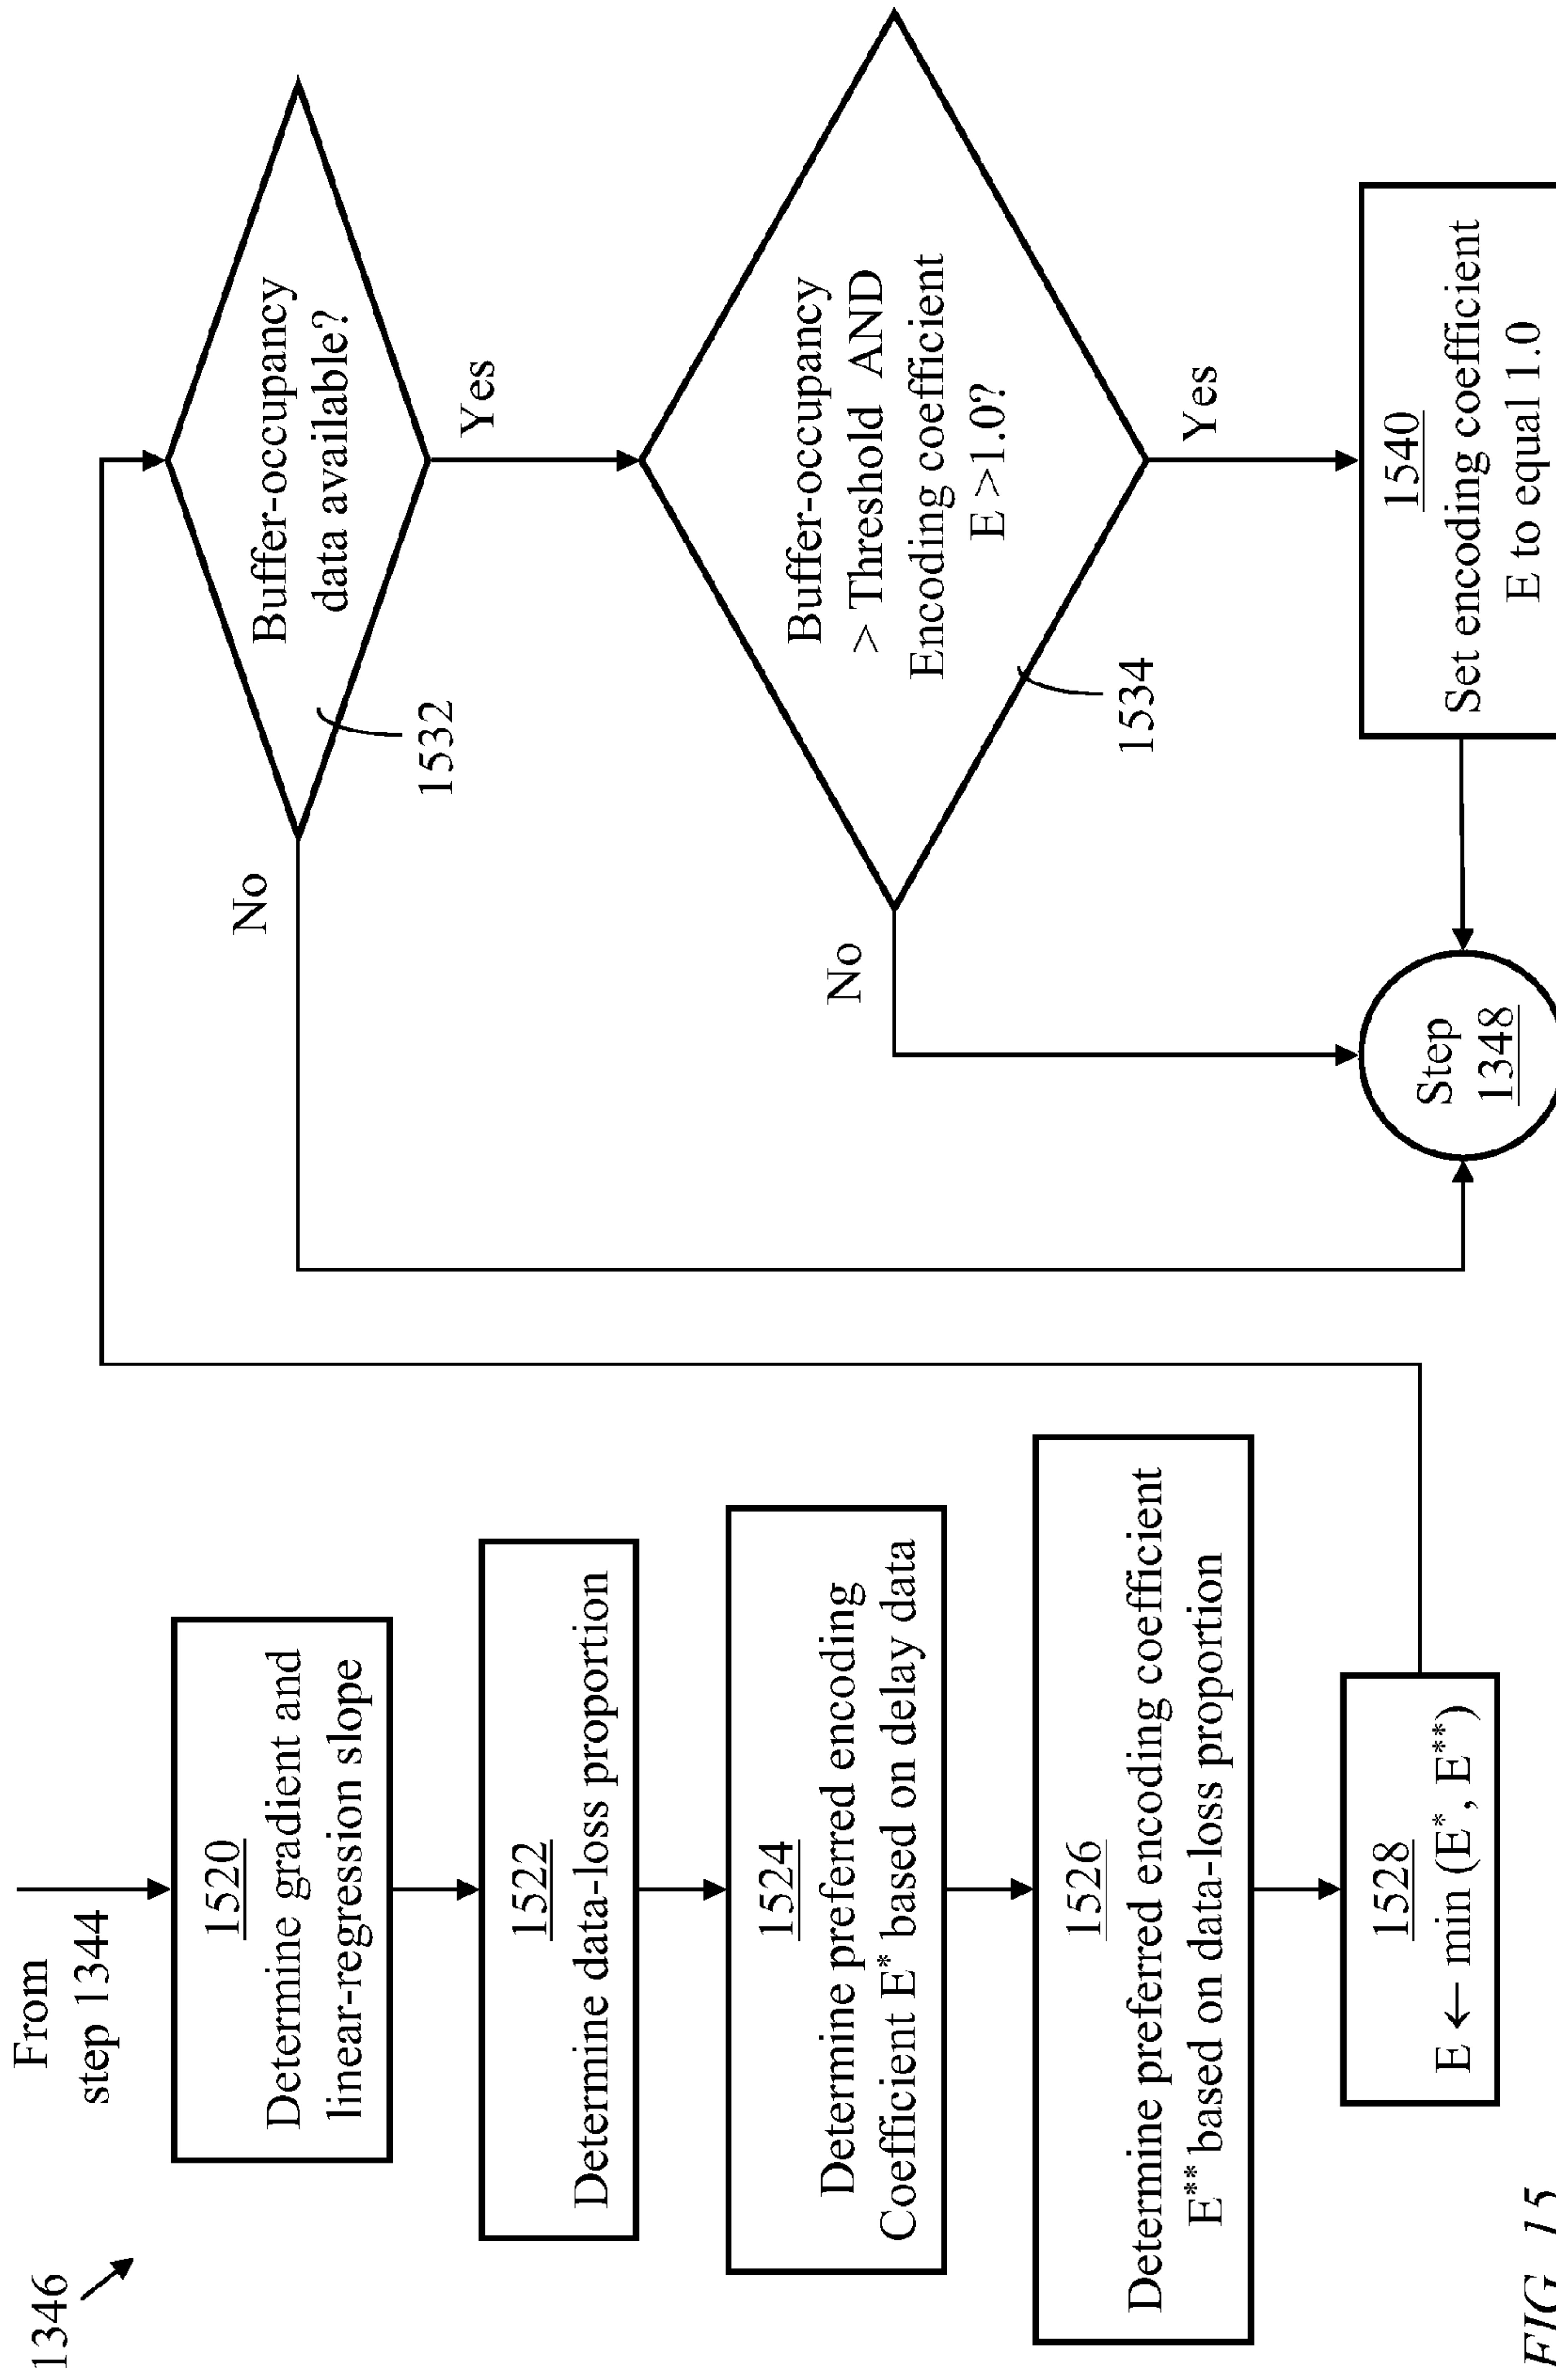 1346
From
step 1344
1520
Determine gradient and
linear-regression slope
1522
Determine data-loss proportion
1524
Determine preferred encoding
Coefficient E* based on delay data
1526
Determine preferred encoding coefficient
E** based on data-loss proportion
1528
E ← min (E*, E**)
Buffer-occupancy
data available?
1532
No
Yes
Buffer-occupancy
> Threshold AND
Encoding coefficient
E >1.0?
1534
No
Yes
1540
Set encoding coefficient
E to equal 1.0
Step
1348
FIG. 15